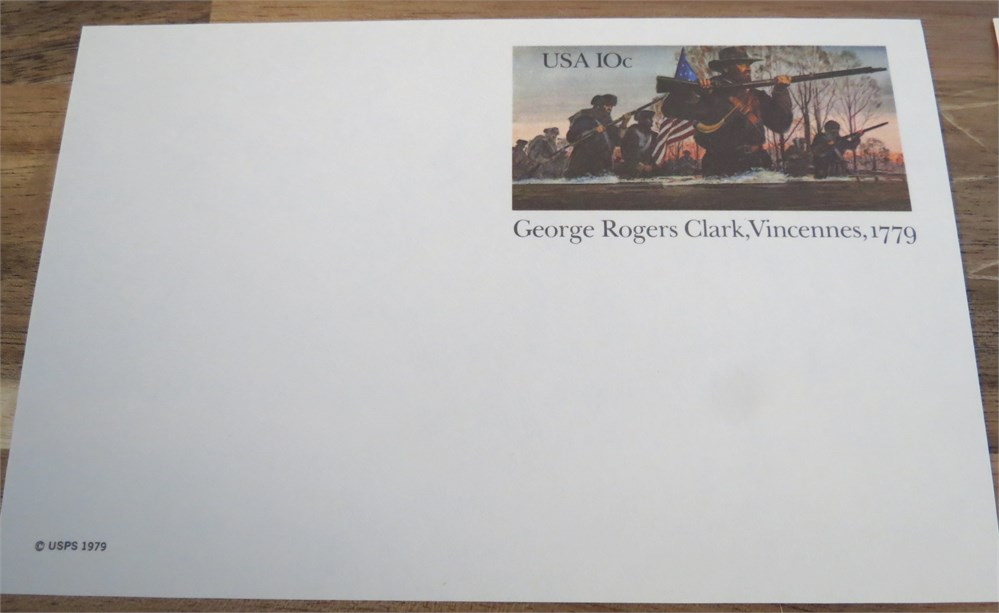 USA 10c
George Rogers Clark, Vincennes, 1779
© USPS 1979